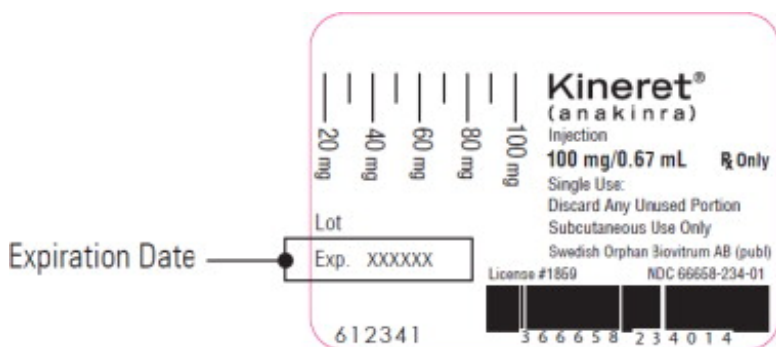 Kineret®
(anakinra)
Injection
100 mg/0.67 mL ℞ Only
Single Use:
Discard Any Unused Portion
Subcutaneous Use Only
Swedish Orphan Biovitrum AB (publ)
License #1859 NDC 66658-234-01
3 66658 23 4014
20 mg
40 mg
60 mg
80 mg
100 mg
Lot
Exp. XXXXXX
Expiration Date
612341